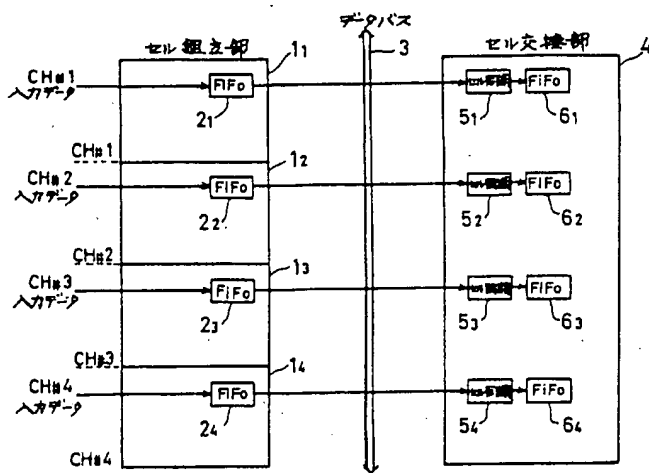 データバス
セル組立部
1₁
3
セル交換部
4
CH#1
入力データ
FiFo
2₁
5₁
FiFo
6₁
CH#1
1₂
CH#2
入力データ
FiFo
2₂
5₂
FiFo
6₂
CH#2
1₃
CH#3
入力データ
FiFo
2₃
5₃
FiFo
6₃
CH#3
1₄
CH#4
入力データ
FiFo
2₄
5₄
FiFo
6₄
CH#4